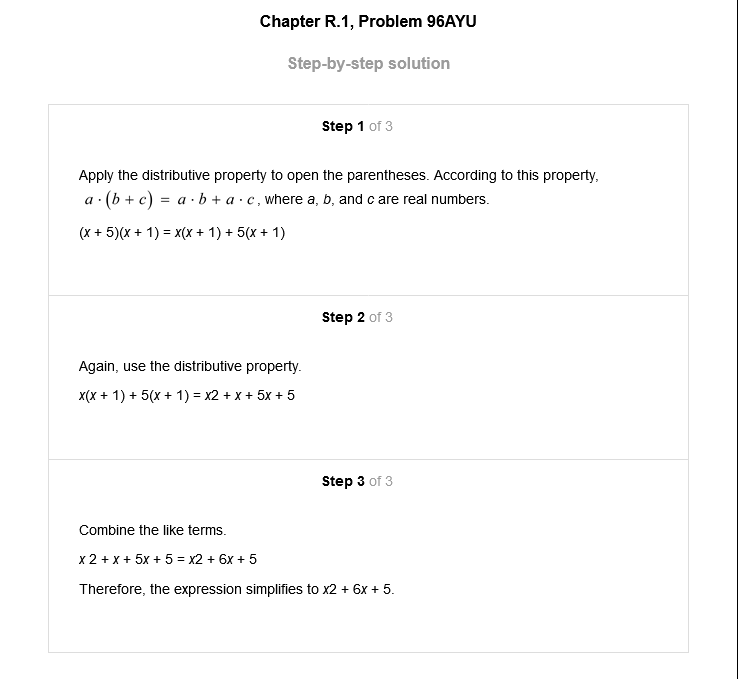 Chapter R.1, Problem 96AYU
Step-by-step solution
Step 1 of 3
Apply the distributive property to open the parentheses. According to this property,
a · (b + c) = a · b + a · c, where a, b, and c are real numbers.
(x + 5)(x + 1) = x(x + 1) + 5(x + 1)
Step 2 of 3
Again, use the distributive property.
x(x + 1) + 5(x + 1) = x2 + x + 5x + 5
Step 3 of 3
Combine the like terms.
x 2 + x + 5x + 5 = x2 + 6x + 5
Therefore, the expression simplifies to x2 + 6x + 5.